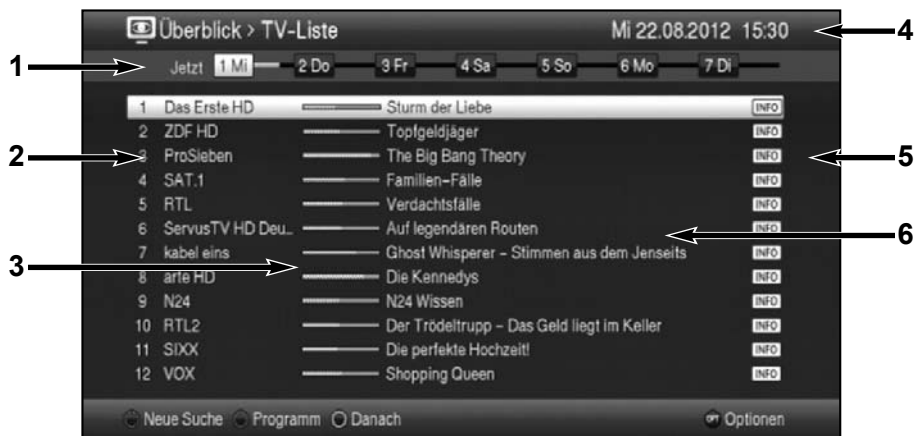 Überblick > TV-Liste Mi 22.08.2012 15:30 4
1 Jetzt 1 Mi 2 Do 3 Fr 4 Sa 5 So 6 Mo 7 Di
1 Das Erste HD Sturm der Liebe INFO
2 ZDF HD Topfgeldjäger INFO
2 3 ProSieben The Big Bang Theory INFO 5
4 SAT.1 Familien-Fälle INFO
5 RTL Verdachtsfälle INFO
6 ServusTV HD Deu... Auf legendären Routen INFO 6
7 kabel eins Ghost Whisperer - Stimmen aus dem Jenseits INFO
3 8 arte HD Die Kennedys INFO
9 N24 N24 Wissen INFO
10 RTL2 Der Trödeltrupp - Das Geld liegt im Keller INFO
11 SIXX Die perfekte Hochzeit! INFO
12 VOX Shopping Queen INFO
Neue Suche Programm Danach OPT Optionen